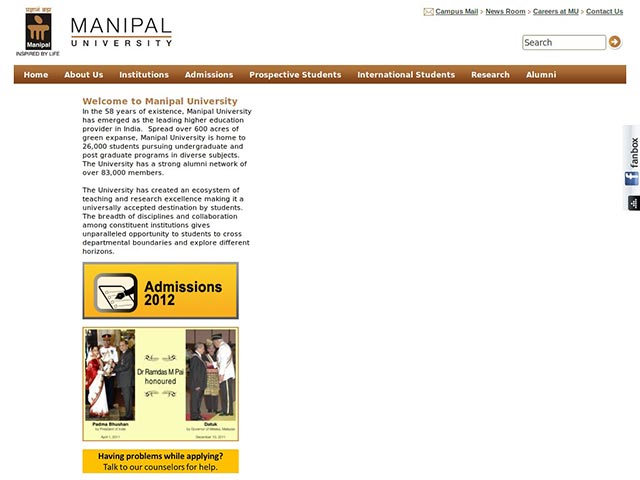 Campus Mail > News Room > Careers at MU > Contact Us
Manipal
INSPIRED BY LIFE
MANIPAL
UNIVERSITY
Search
Home About Us Institutions Admissions Prospective Students International Students Research Alumni
Welcome to Manipal University
In the 58 years of existence, Manipal University
has emerged as the leading higher education
provider in India. Spread over 600 acres of
green expanse, Manipal University is home to
26,000 students pursuing undergraduate and
post graduate programs in diverse subjects.
The University has a strong alumni network of
over 83,000 members.
The University has created an ecosystem of
teaching and research excellence making it a
universally accepted destination by students.
The breadth of disciplines and collaboration
among constituent institutions gives
unparalleled opportunity to students to cross
departmental boundaries and explore different
horizons.
fanbox
Admissions
2012
Dr Ramdas M Pai
honoured
Padma Bhushan
by President of India
April 1, 2011
Datuk
by Governor of Melaka, Malaysia
December 10, 2011
Having problems while applying?
Talk to our counselors for help.